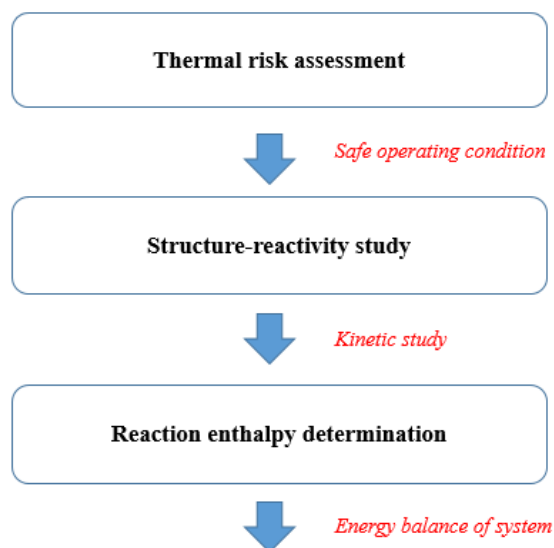 Thermal risk assessment
Safe operating condition
Structure-reactivity study
Kinetic study
Reaction enthalpy determination
Energy balance of system